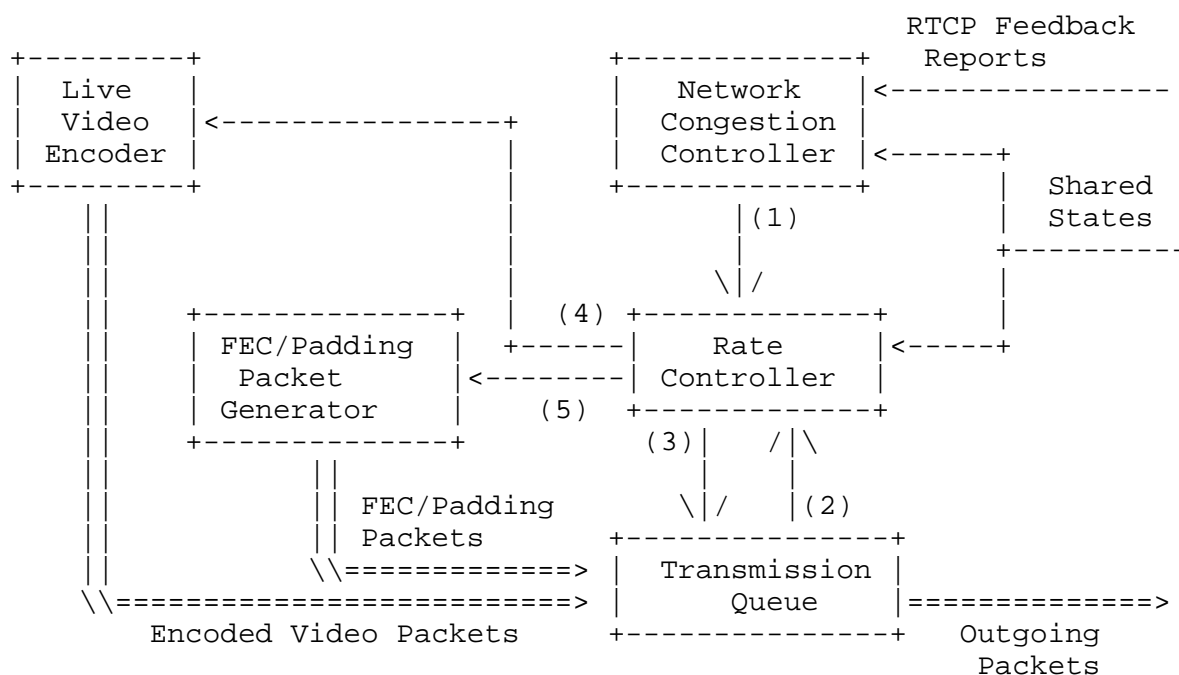 RTCP Feedback
Reports
Live
Video
Encoder
Network
Congestion
Controller
Shared
States
(1)
(4)
FEC/Padding
Packet
Generator
Rate
Controller
(5)
(3)
(2)
FEC/Padding
Packets
Transmission
Queue
Encoded Video Packets
Outgoing
Packets